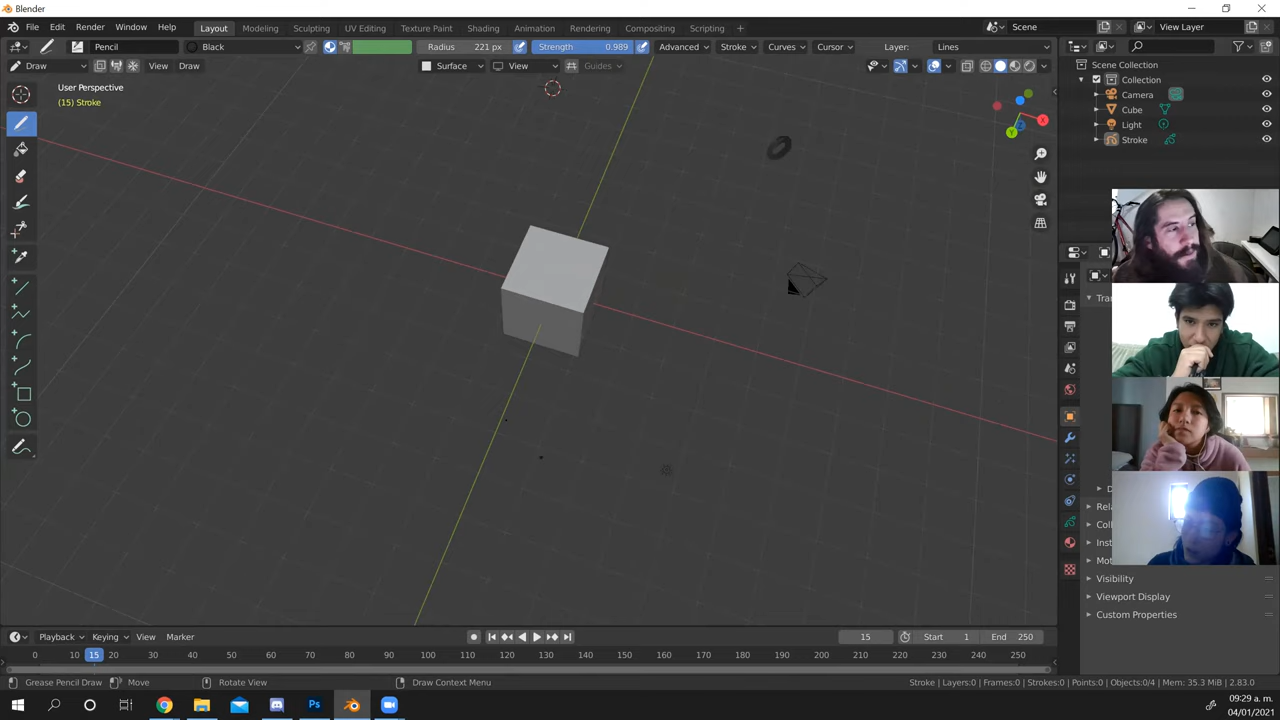 Blender
File Edit Render Window Help
Layout Modeling Sculpting UV Editing Texture Paint Shading Animation Rendering Compositing Scripting +
Scene
View Layer
Pencil Black Radius 221 px Strength 0.989 Advanced Stroke Curves Cursor Layer: Lines
Draw View Draw Surface View Guides
User Perspective
(15) Stroke
X
Y
Scene Collection
Collection
Camera
Cube
Light
Stroke
Visibility
Viewport Display
Custom Properties
Playback Keying View Marker 15 Start 1 End 250
0 10 15 20 30 40 50 60 70 80 90 100 110 120 130 140 150 160 170 180 190 200 210 220 230 240 250
Grease Pencil Draw Move Rotate View Draw Context Menu Stroke | Layers:0 | Frames:0 | Strokes:0 | Points:0 | Objects:0/4 | Mem: 35.3 MiB | 2.83.0
Ps
09:29 a. m.
04/01/2021